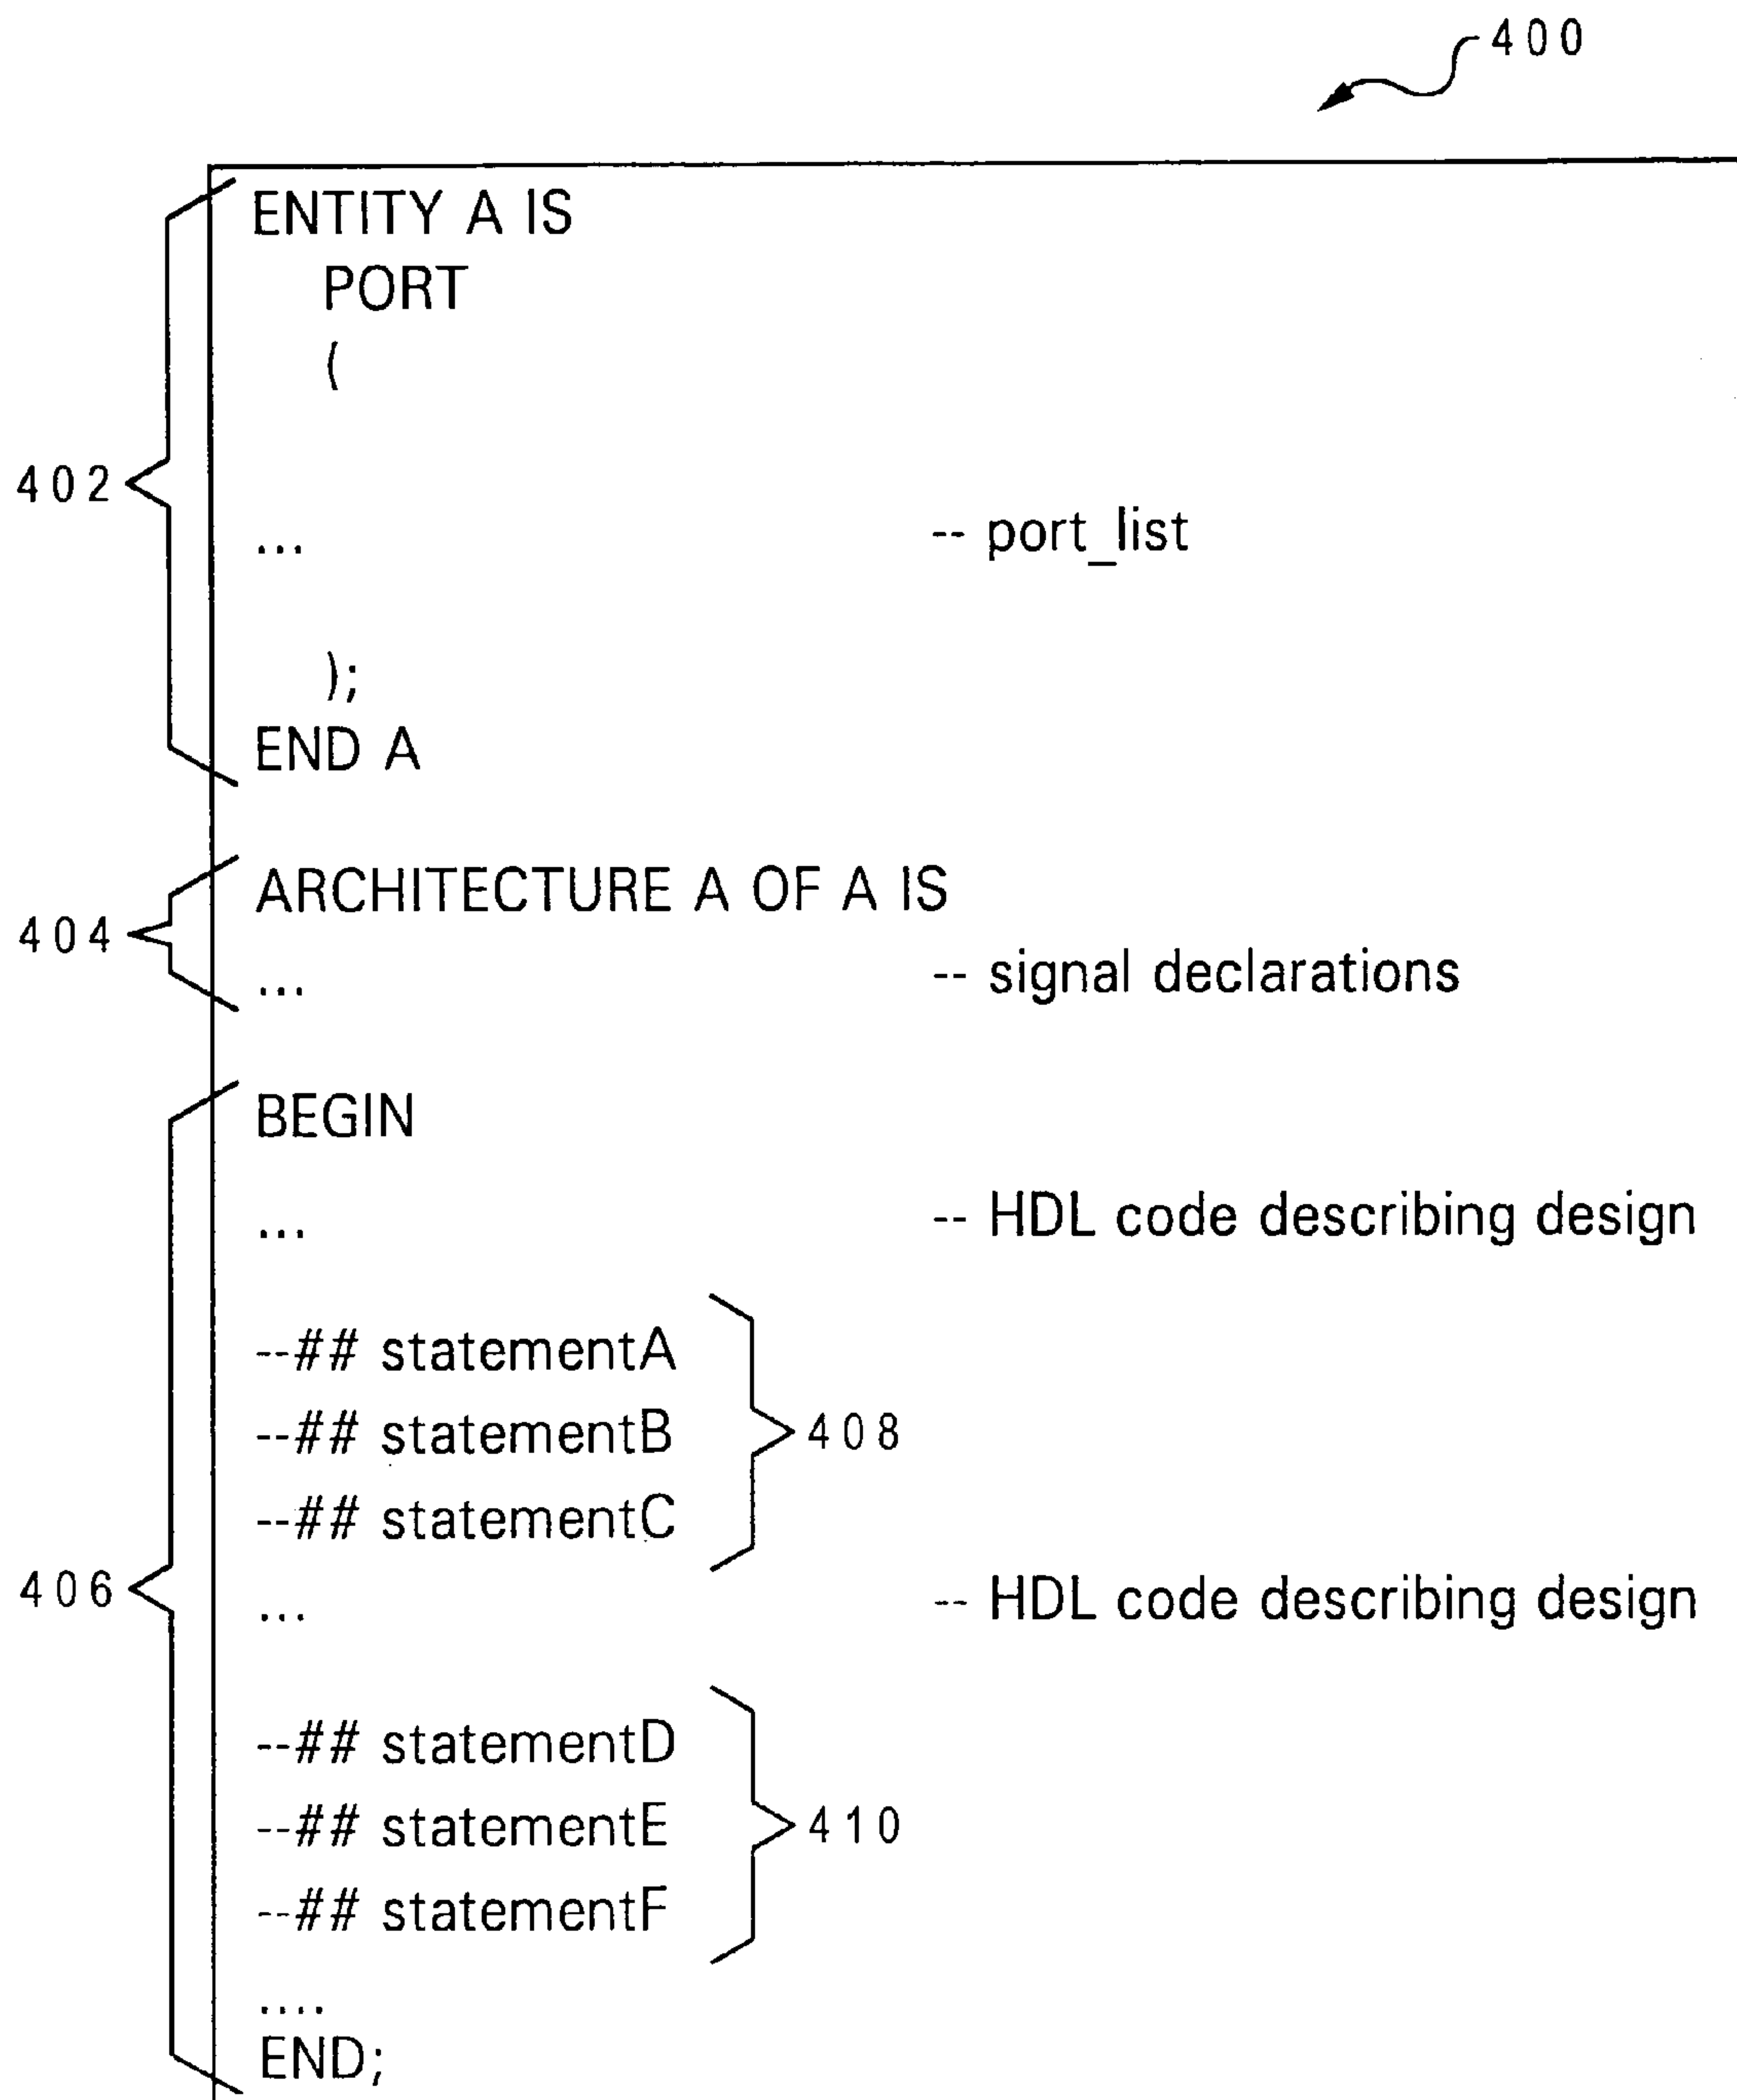 400
ENTITY A IS
PORT
(
402
... -- port_list
);
END A
ARCHITECTURE A OF A IS
404
... -- signal declarations
BEGIN
... -- HDL code describing design
--## statementA
--## statementB 408
--## statementC
406
... -- HDL code describing design
--## statementD
--## statementE 410
--## statementF
....
END;